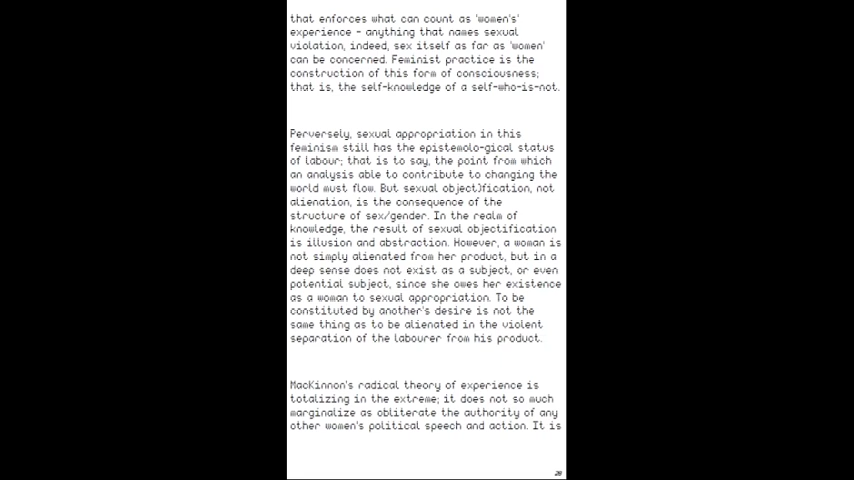 that enforces what can count as 'women's'
experience – anything that names sexual
violation, indeed, sex itself as far as 'women'
can be concerned. Feminist practice is the
construction of this form of consciousness;
that is, the self-knowledge of a self-who-is-not.
Perversely, sexual appropriation in this
feminism still has the epistemolo-gical status
of labour; that is to say, the point from which
an analysis able to contribute to changing the
world must flow. But sexual object)fication, not
alienation, is the consequence of the
structure of sex/gender. In the realm of
knowledge, the result of sexual objectification
is illusion and abstraction. However, a woman is
not simply alienated from her product, but in a
deep sense does not exist as a subject, or even
potential subject, since she owes her existence
as a woman to sexual appropriation. To be
constituted by another's desire is not the
same thing as to be alienated in the violent
separation of the labourer from his product.
MacKinnon's radical theory of experience is
totalizing in the extreme; it does not so much
marginalize as obliterate the authority of any
other women's political speech and action. It is
28